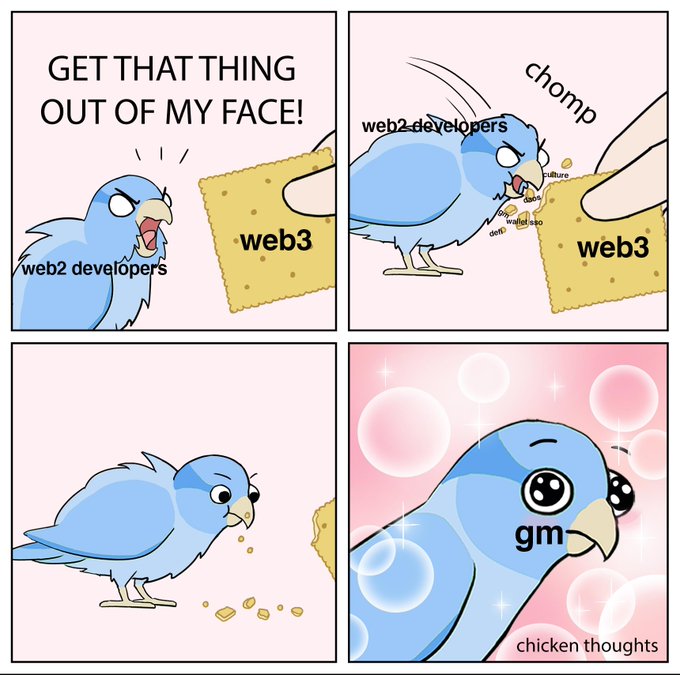 GET THAT THING
OUT OF MY FACE!
web3
web2 developers
chomp
web2 developers
culture
daos
gm
wallet sso
defi
web3
gm
chicken thoughts